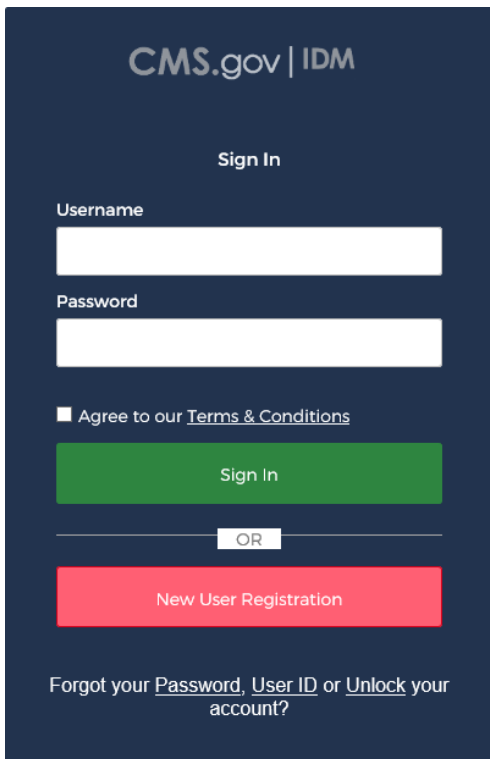 CMS.gov | IDM
Sign In
Username
Password
Agree to our Terms & Conditions
Sign In
OR
New User Registration
Forgot your Password, User ID or Unlock your
account?